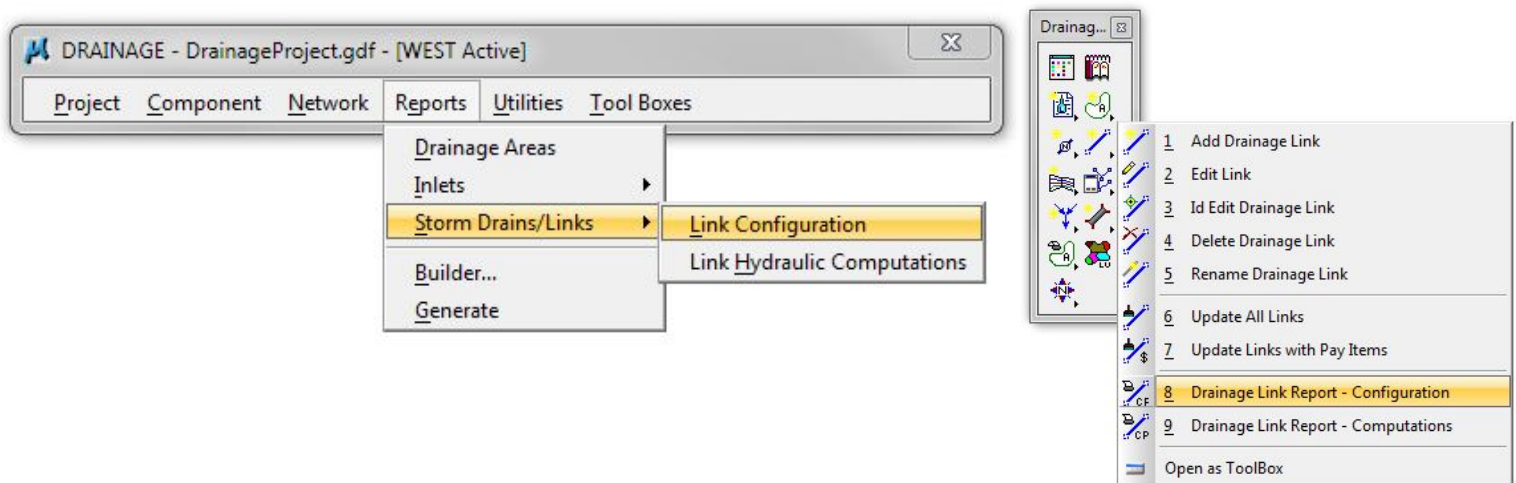 DRAINAGE - DrainageProject.gdf - [WEST Active]
Project Component Network Reports Utilities Tool Boxes
Drainage Areas
Inlets
Storm Drains/Links
Builder...
Generate
Link Configuration
Link Hydraulic Computations
Drainag...
1 Add Drainage Link
2 Edit Link
3 Id Edit Drainage Link
4 Delete Drainage Link
5 Rename Drainage Link
6 Update All Links
$ 7 Update Links with Pay Items
CF 8 Drainage Link Report - Configuration
CP 9 Drainage Link Report - Computations
Open as ToolBox